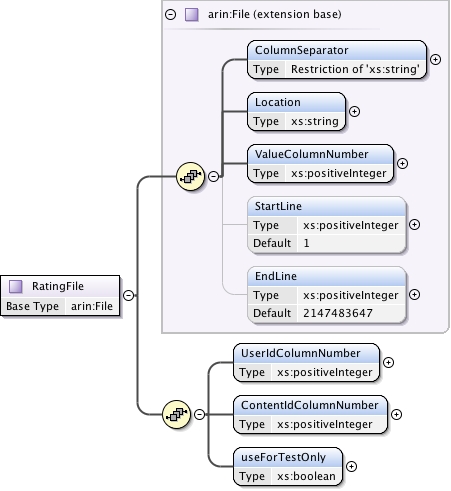 arin:File (extension base)
ColumnSeparator
Type Restriction of 'xs:string'
Location
Type xs:string
ValueColumnNumber
Type xs:positiveInteger
StartLine
Type xs:positiveInteger
Default 1
EndLine
Type xs:positiveInteger
Default 2147483647
RatingFile
Base Type arin:File
UserIdColumnNumber
Type xs:positiveInteger
ContentIdColumnNumber
Type xs:positiveInteger
useForTestOnly
Type xs:boolean